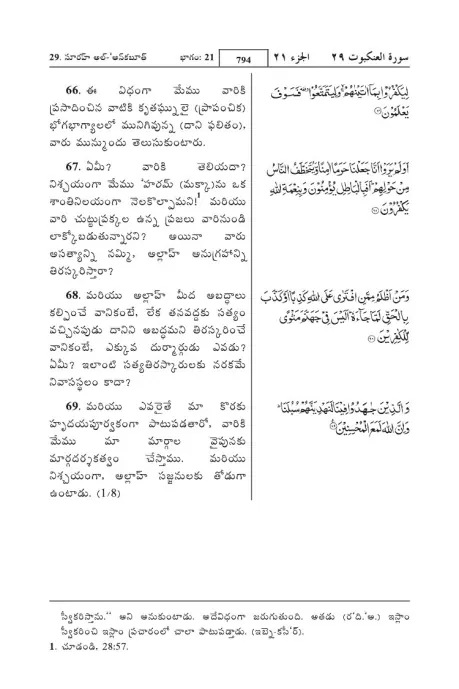 29. సూరహ్ అల్-'అన్కబూత్ భాగం: 21 794 الجزء ٢١ سورة العنكبوت ٢٩
66. ఈ విధంగా మేము వారికి
ప్రసాదించిన వాటికి కృతఘ్ను లై (ప్రాపంచిక)
భోగభాగ్యాలలో మునిగివున్న (దాని ఫలితం),
వారు మున్ముందు తెలుసుకుంటారు.
لِيَكْفُرُوا بِمَا آتَيْنَاهُمْ وَلِيَتَمَتَّعُوا فَسَوْفَ
يَعْلَمُونَ ٦٦
67. ఏమీ? వారికి తెలియదా?
నిశ్చయంగా మేము 'హరమ్ (మక్కా)ను ఒక
శాంతినిలయంగా నెలకొల్పామని!1 మరియు
వారి చుట్టుప్రక్కల ఉన్న ప్రజలు వారినుండి
లాక్కోబడుతున్నారని? అయినా వారు
అసత్యాన్ని నమ్మి, అల్లాహ్ అనుగ్రహాన్ని
తిరస్కరిస్తారా?
أَوَلَمْ يَرَوْا أَنَّا جَعَلْنَا حَرَمًا آمِنًا وَيُتَخَطَّفُ النَّاسُ
مِنْ حَوْلِهِمْ أَفَبِالْبَاطِلِ يُؤْمِنُونَ وَبِنِعْمَةِ اللَّهِ
يَكْفُرُونَ ٦٧
68. మరియు అల్లాహ్ మీద అబద్ధాలు
కల్పించే వానికంటే, లేక తనవద్దకు సత్యం
వచ్చినపుడు దానిని అబద్ధమని తిరస్కరించే
వానికంటే, ఎక్కువ దుర్మార్గుడు ఎవడు?
ఏమీ? ఇలాంటి సత్యతిరస్కారులకు నరకమే
నివాసస్థలం కాదా?
وَمَنْ أَظْلَمُ مِمَّنِ افْتَرَى عَلَى اللَّهِ كَذِبًا أَوْ كَذَّبَ
بِالْحَقِّ لَمَّا جَاءَهُ أَلَيْسَ فِي جَهَنَّمَ مَثْوًى
لِلْكَافِرِينَ ٦٨
69. మరియు ఎవరైతే మా కొరకు
హృదయపూర్వకంగా పాటుపడతారో, వారికి
మేము మా మార్గాల వైపునకు
మార్గదర్శకత్వం చేస్తాము. మరియు
నిశ్చయంగా, అల్లాహ్ సజ్జనులకు తోడుగా
ఉంటాడు. (1/8)
وَالَّذِينَ جَاهَدُوا فِينَا لَنَهْدِيَنَّهُمْ سُبُلَنَا
وَإِنَّ اللَّهَ لَمَعَ الْمُحْسِنِينَ ٦٩
స్వీకరిస్తాను.'' అని అనుకుంటాడు. అదేవిధంగా జరుగుతుంది. అతడు (ర'ది.'అ.) ఇస్లాం
స్వీకరించి ఇస్లాం ప్రచారంలో చాలా పాటుపడ్తాడు. (ఇబ్నె-కసీ'ర్).
1. చూడండి, 28:57.